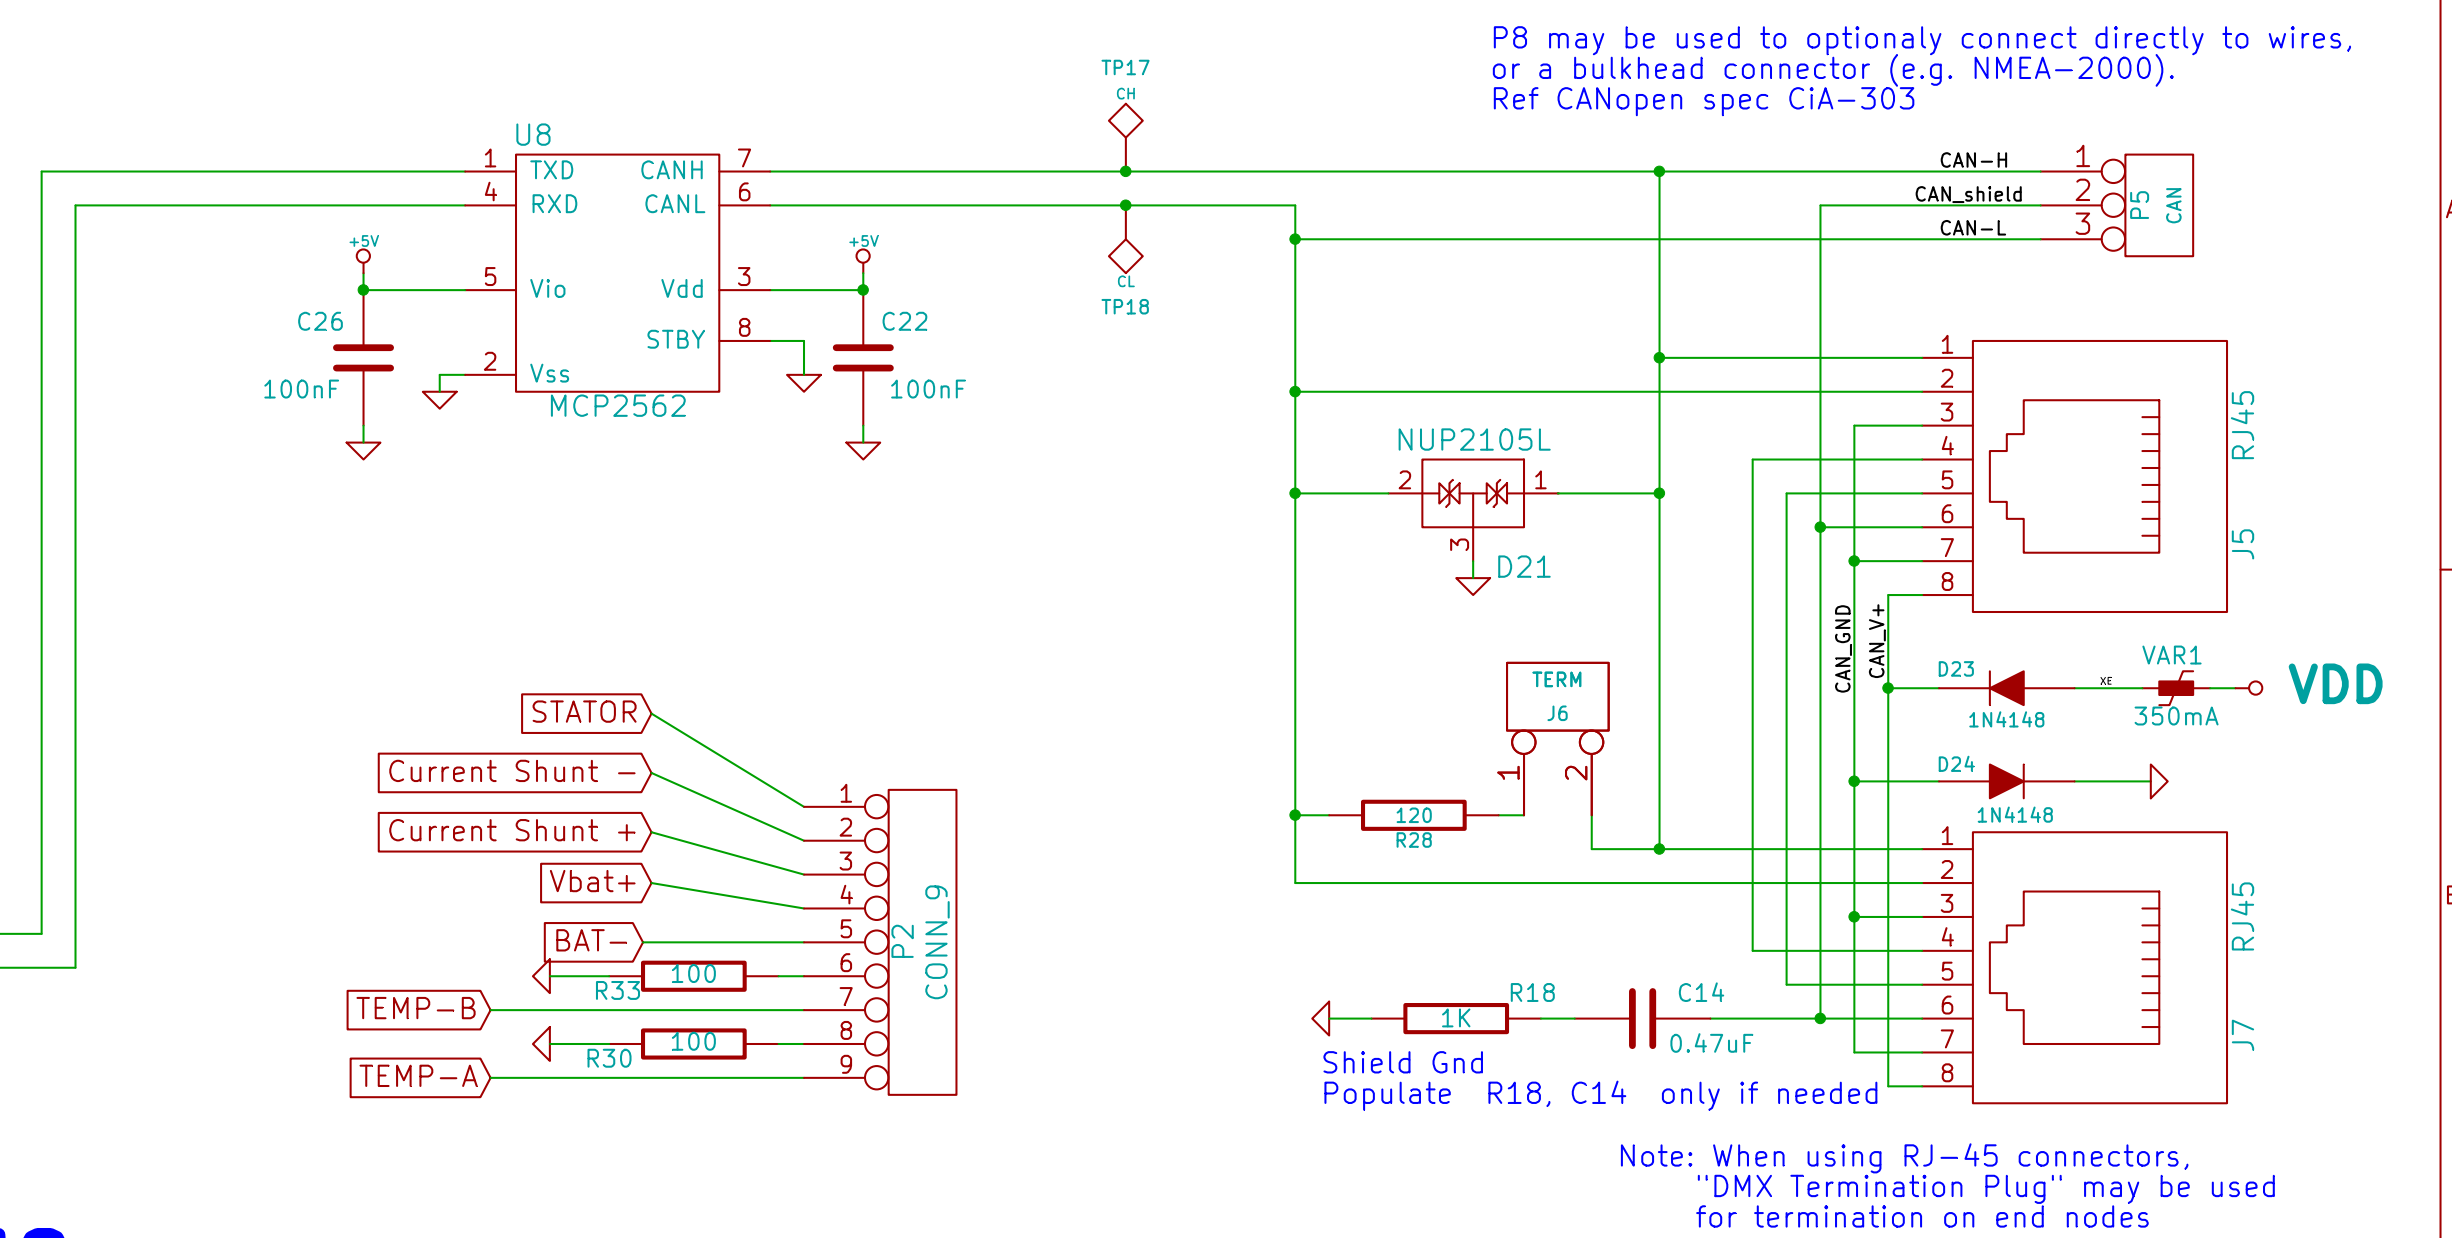 P8 may be used to optionaly connect directly to wires,
or a bulkhead connector (e.g. NMEA-2000).
Ref CANopen spec CiA-303
TP17
CH
U8
1 TXD CANH 7
4 RXD CANL 6
+5V
5 Vio Vdd 3
+5V
STBY 8
2 Vss
MCP2562
C26
100nF
C22
100nF
CL
TP18
CAN-H 1
CAN_shield 2
CAN-L 3
P5
CAN
1
2
3
4
5
6
7
8
RJ45
J5
NUP2105L
2 1
3
D21
CAN_GND
CAN_V+
D23
1N4148
XE
VAR1
350mA
VDD
D24
1N4148
TERM
J6
1 2
120
R28
STATOR
Current Shunt -
Current Shunt +
Vbat+
BAT-
100
R33
TEMP-B
100
R30
TEMP-A
1
2
3
4
5
6
7
8
9
P2
CONN_9
1
2
3
4
5
6
7
8
RJ45
J7
R18
1K
C14
0.47uF
Shield Gnd
Populate R18, C14 only if needed
Note: When using RJ-45 connectors,
"DMX Termination Plug" may be used
for termination on end nodes